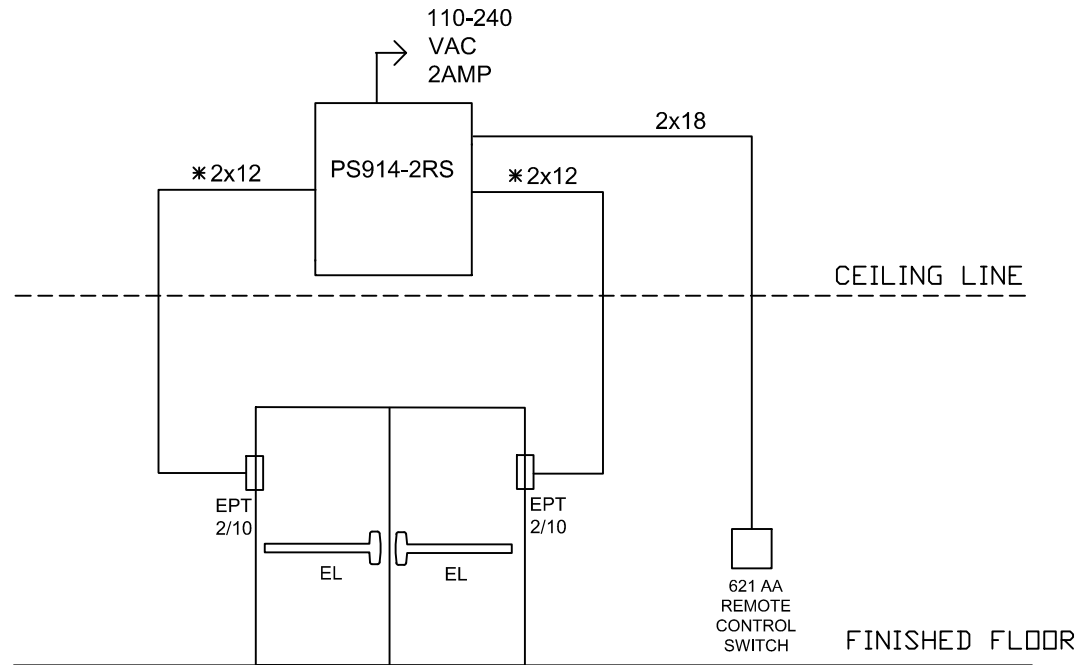 110-240
VAC
2AMP
2x18
PS914-2RS
*2x12
*2x12
CEILING LINE
EPT
2/10
EPT
2/10
EL
EL
621 AA
REMOTE
CONTROL
SWITCH
FINISHED FLOOR